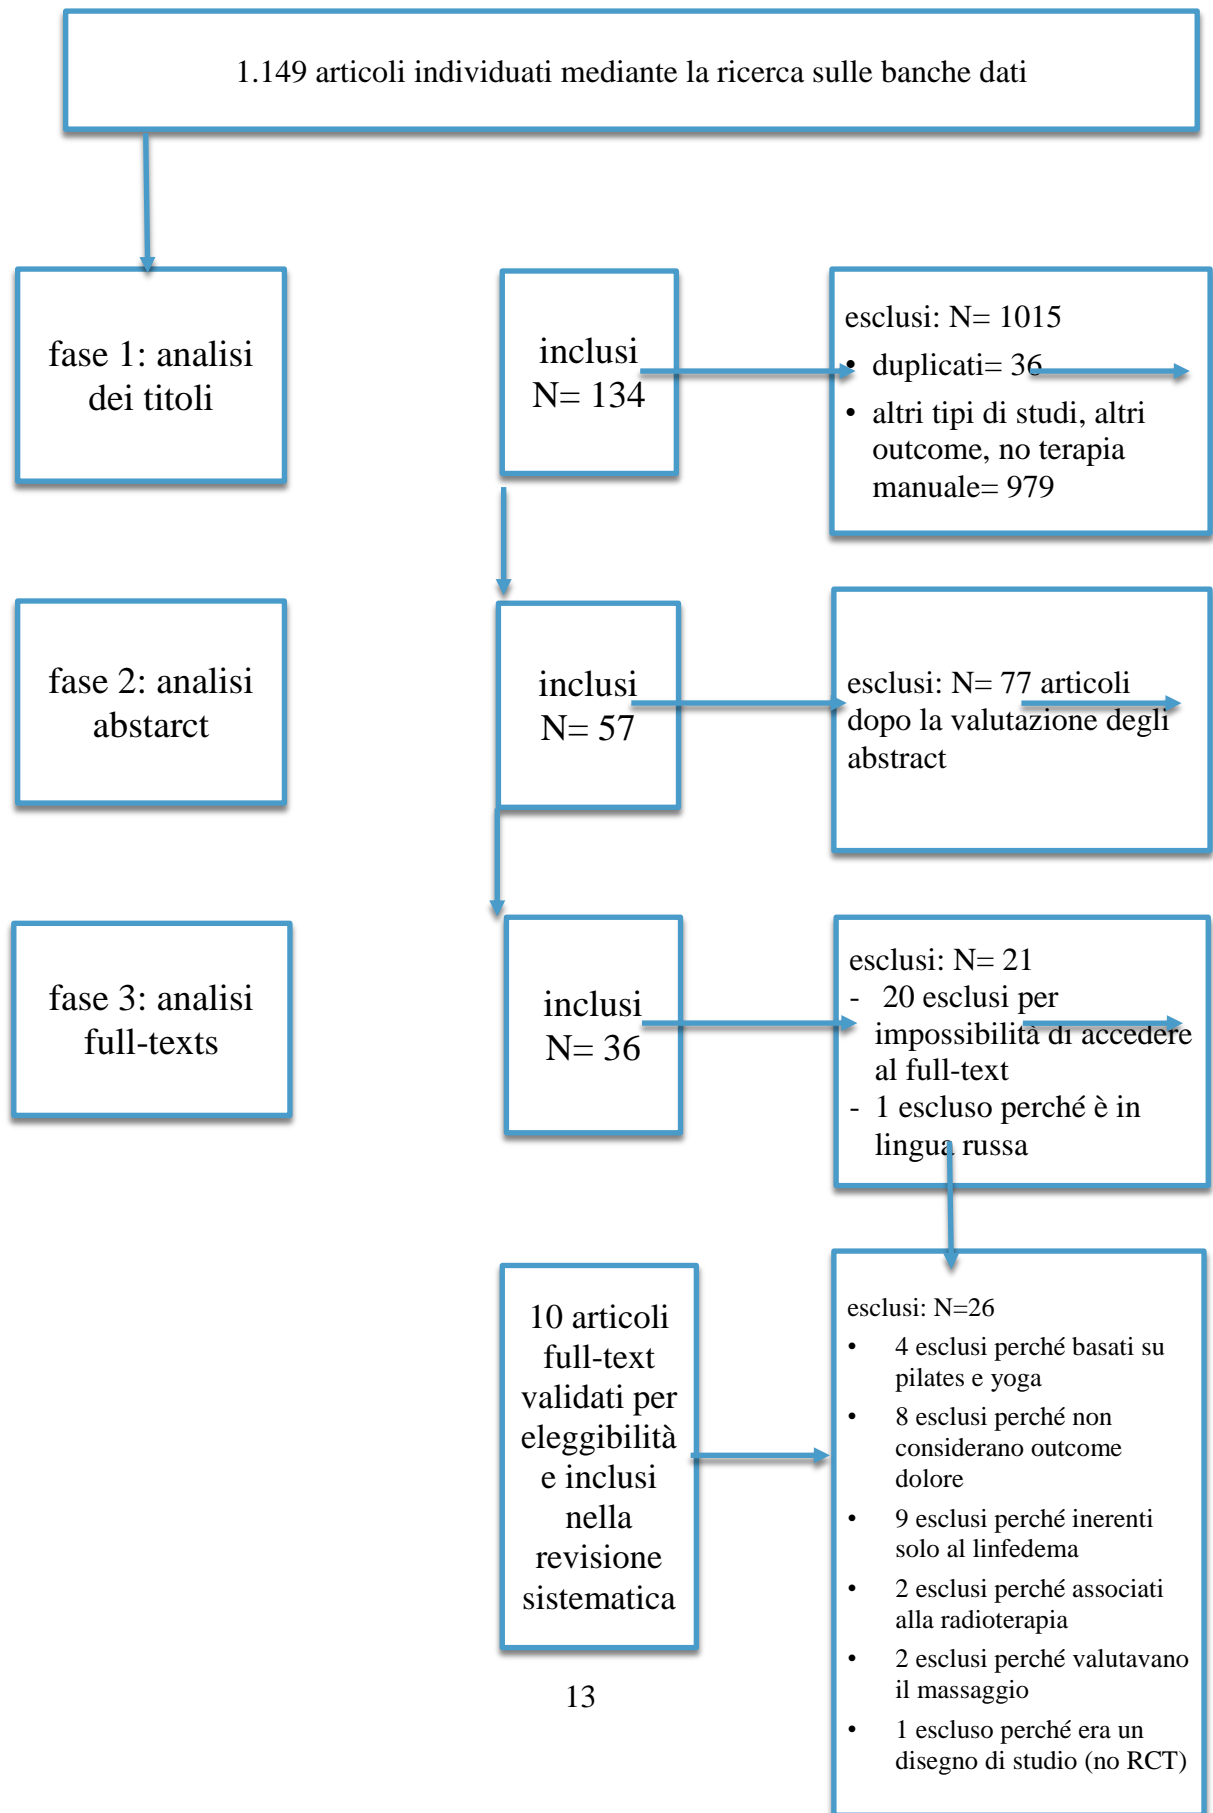 1.149 articoli individuati mediante la ricerca sulle banche dati
fase 1: analisi
dei titoli
inclusi
N= 134
esclusi: N= 1015
• duplicati= 36
• altri tipi di studi, altri
outcome, no terapia
manuale= 979
fase 2: analisi
abstarct
inclusi
N= 57
esclusi: N= 77 articoli
dopo la valutazione degli
abstract
fase 3: analisi
full-texts
inclusi
N= 36
esclusi: N= 21
- 20 esclusi per
impossibilità di accedere
al full-text
- 1 escluso perché è in
lingua russa
10 articoli
full-text
validati per
eleggibilità
e inclusi
nella
revisione
sistematica
esclusi: N=26
• 4 esclusi perché basati su
pilates e yoga
• 8 esclusi perché non
considerano outcome
dolore
• 9 esclusi perché inerenti
solo al linfedema
• 2 esclusi perché associati
alla radioterapia
• 2 esclusi perché valutavano
il massaggio
• 1 escluso perché era un
disegno di studio (no RCT)
13